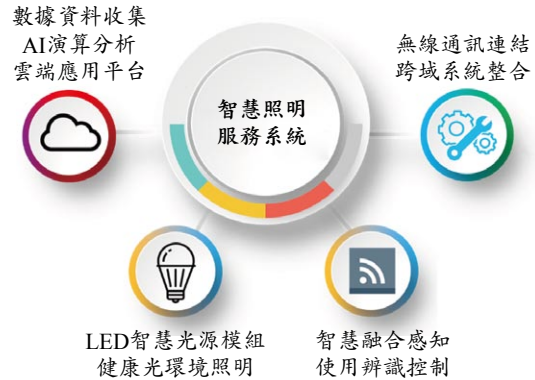 數據資料收集
AI演算分析
雲端應用平台
無線通訊連結
跨域系統整合
智慧照明
服務系統
LED智慧光源模組
健康光環境照明
智慧融合感知
使用辨識控制